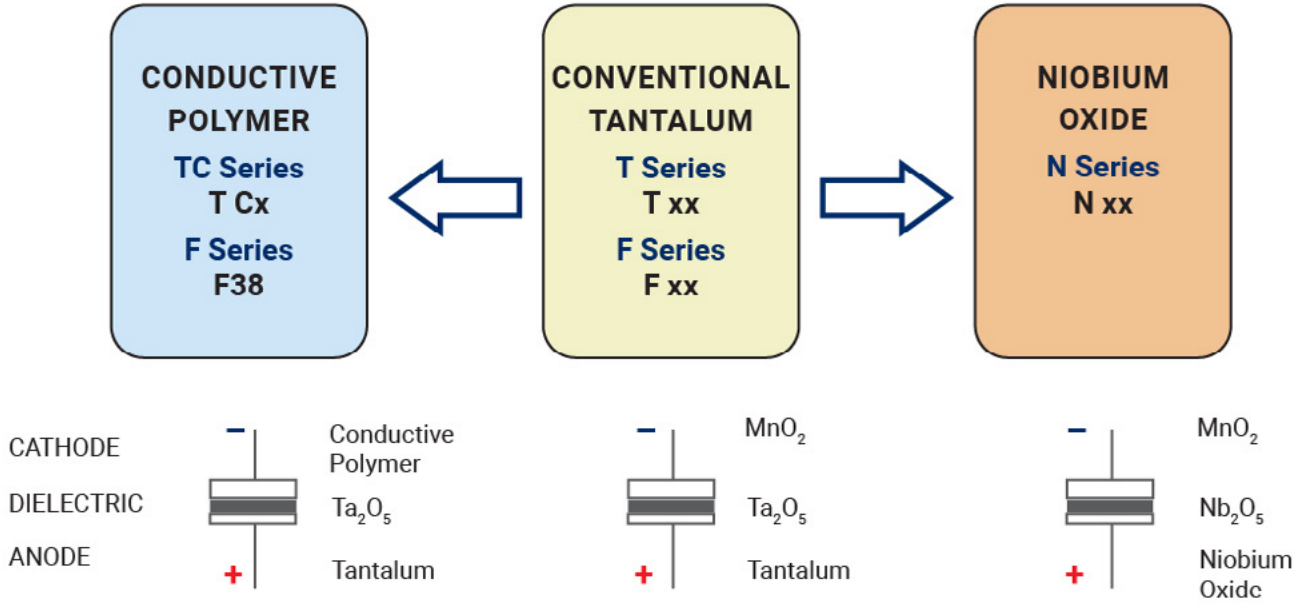 CONDUCTIVE
POLYMER
TC Series
T Cx
F Series
F38
CONVENTIONAL
TANTALUM
T Series
T xx
F Series
F xx
NIOBIUM
OXIDE
N Series
N xx
CATHODE
DIELECTRIC
ANODE
−
Conductive
Polymer
Ta₂O₅
+
Tantalum
−
MnO₂
Ta₂O₅
+
Tantalum
−
MnO₂
Nb₂O₅
+
Niobium
Oxide